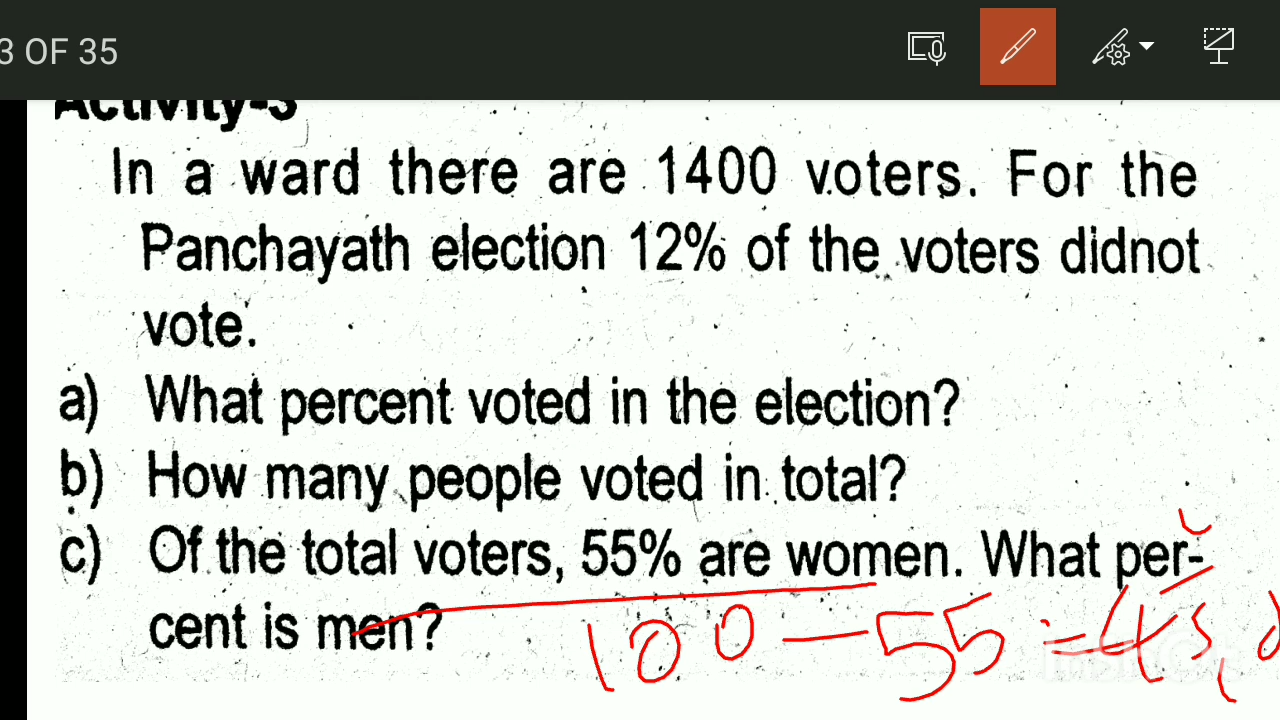 3 OF 35
Activity-3
In a ward there are 1400 voters. For the
Panchayath election 12% of the voters didnot
vote.
a) What percent voted in the election?
b) How many people voted in total?
c) Of the total voters, 55% are women. What per-
cent is men?
100 - 55 = 45